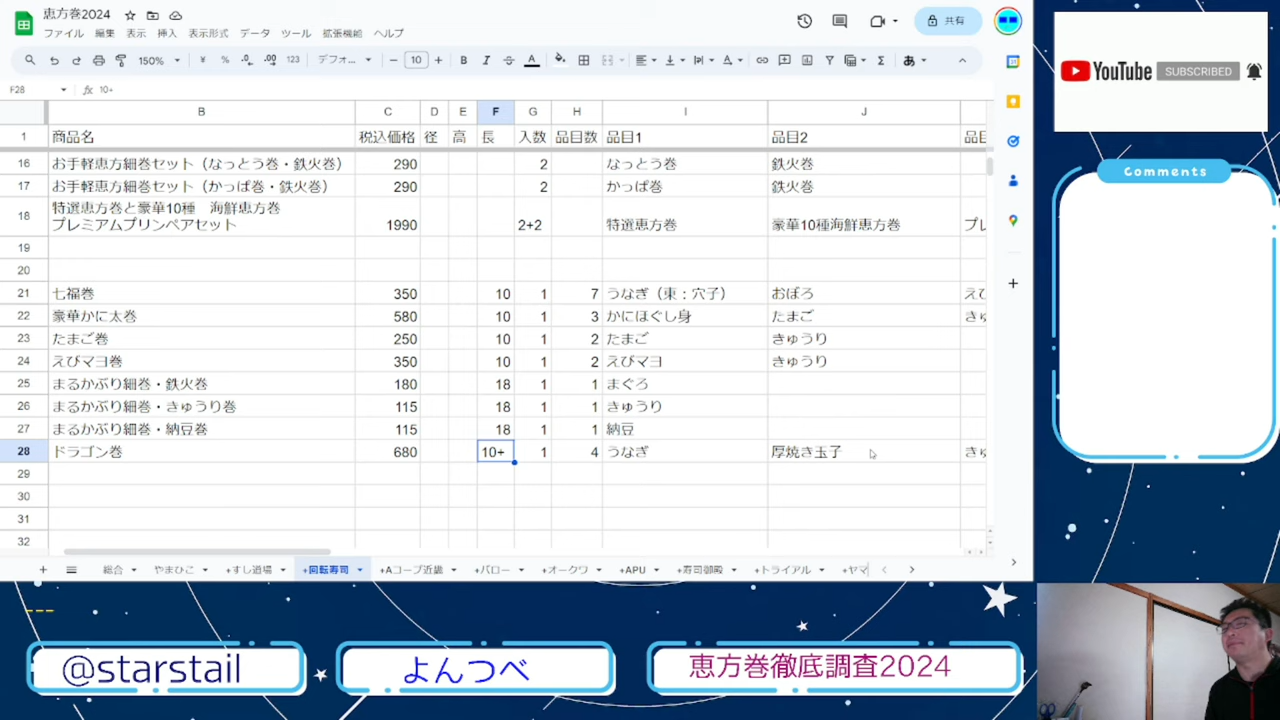 恵方巻2024
ファイル 編集 表示 挿入 表示形式 データ ツール 拡張機能 ヘルプ
共有
150% ¥ % .0 .00 123 デフォ... 10 B I A あ
F28 fx 10+
B C D E F G H I J
1 商品名 税込価格 径 高 長 入数 品目数 品目1 品目2 品目
16 お手軽恵方細巻セット（なっとう巻・鉄火巻） 290 2 なっとう巻 鉄火巻
17 お手軽恵方細巻セット（かっぱ巻・鉄火巻） 290 2 かっぱ巻 鉄火巻
特選恵方巻と豪華10種 海鮮恵方巻
18 プレミアムプリンペアセット 1990 2+2 特選恵方巻 豪華10種海鮮恵方巻 プレ
19
20
21 七福巻 350 10 1 7 うなぎ（東：穴子） おぼろ えび
22 豪華かに太巻 580 10 1 3 かにほぐし身 たまご きゅ
23 たまご巻 250 10 1 2 たまご きゅうり
24 えびマヨ巻 350 10 1 2 えびマヨ きゅうり
25 まるかぶり細巻・鉄火巻 180 18 1 1 まぐろ
26 まるかぶり細巻・きゅうり巻 115 18 1 1 きゅうり
27 まるかぶり細巻・納豆巻 115 18 1 1 納豆
28 ドラゴン巻 680 10+ 1 4 うなぎ 厚焼き玉子 きゅ
29
30
31
32
総合 やまひこ +すし道場 +回転寿司 +Aコープ近畿 +バロー +オークワ +APU +寿司御殿 +トライアル +ヤマ
YouTube SUBSCRIBED
Comments
---
@starstail よんつべ 恵方巻徹底調査2024